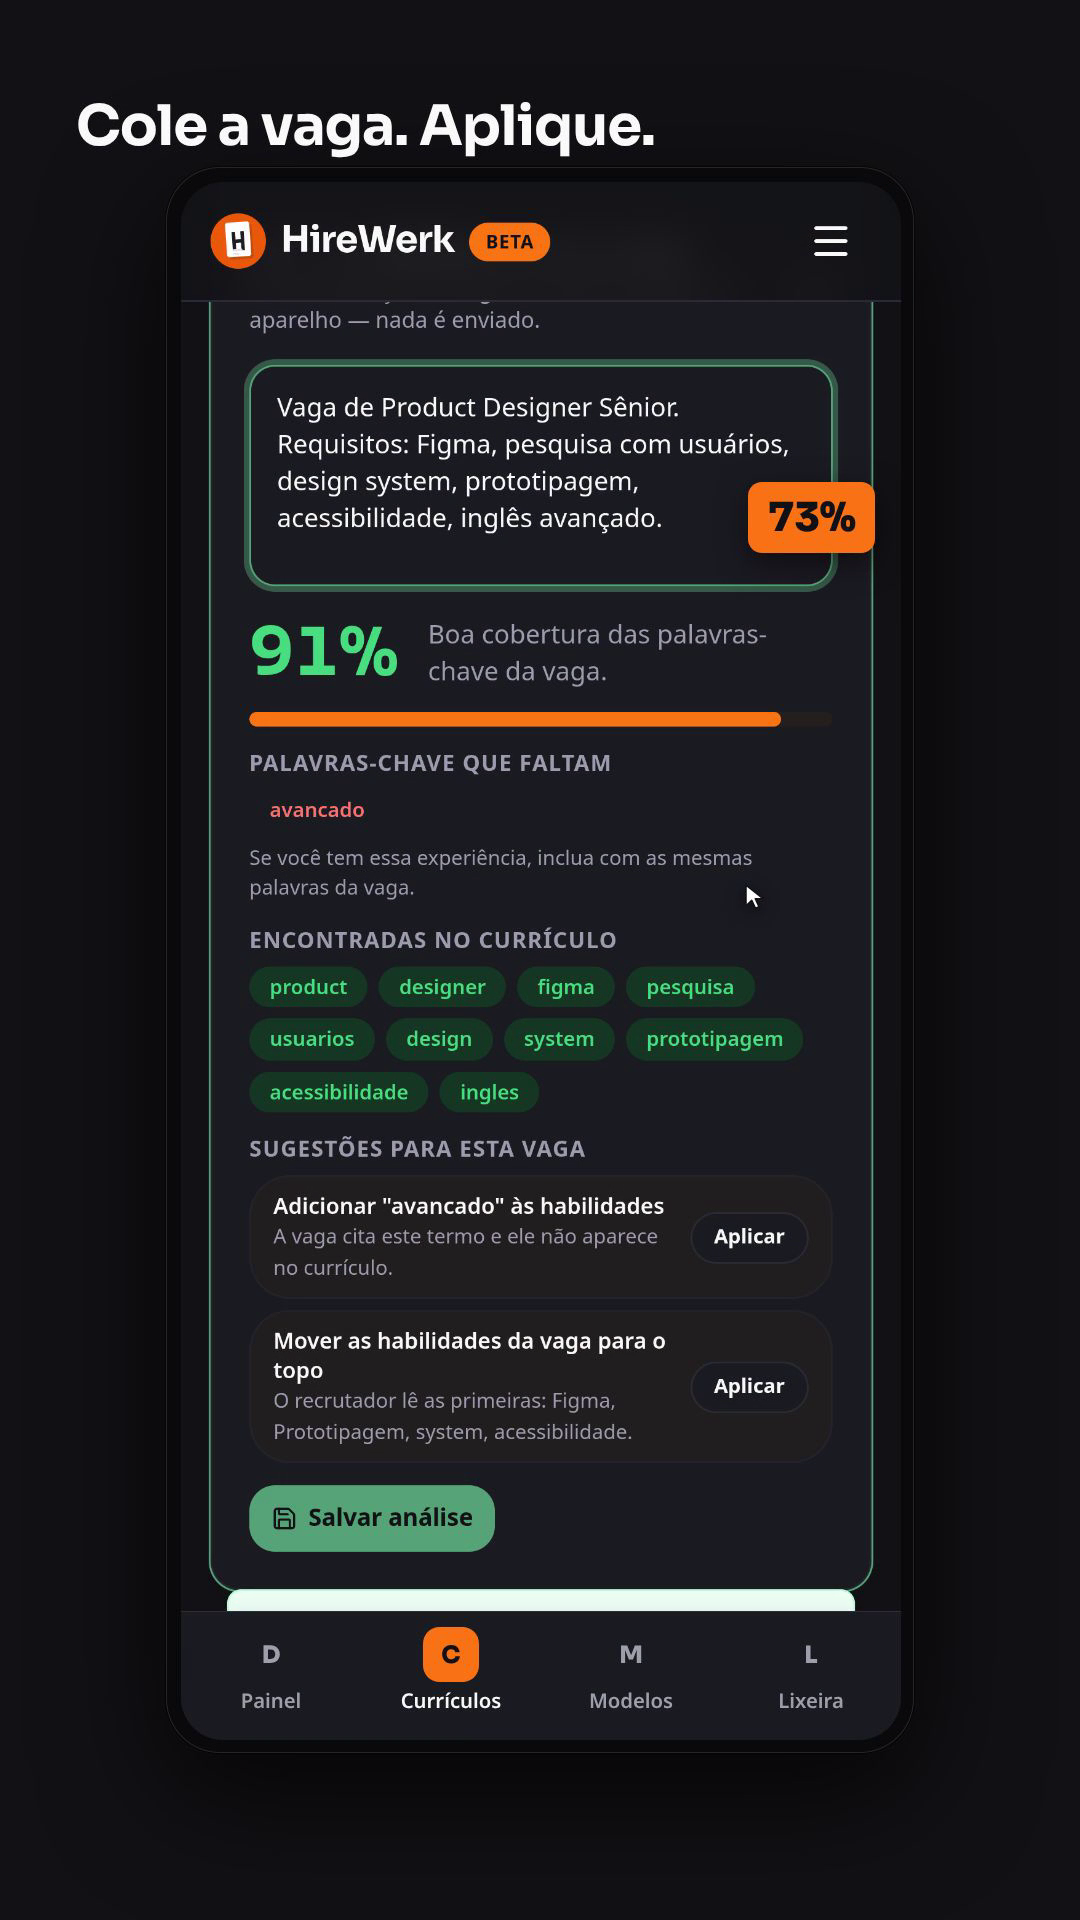 Cole a vaga. Aplique.
H
HireWerk
BETA
aparelho — nada é enviado.
Vaga de Product Designer Sênior.
Requisitos: Figma, pesquisa com usuários,
design system, prototipagem,
acessibilidade, inglês avançado.
73%
91%
Boa cobertura das palavras-
chave da vaga.
PALAVRAS-CHAVE QUE FALTAM
avancado
Se você tem essa experiência, inclua com as mesmas
palavras da vaga.
ENCONTRADAS NO CURRÍCULO
product designer figma pesquisa
usuarios design system prototipagem
acessibilidade ingles
SUGESTÕES PARA ESTA VAGA
Adicionar "avancado" às habilidades
A vaga cita este termo e ele não aparece
no currículo.
Aplicar
Mover as habilidades da vaga para o
topo
O recrutador lê as primeiras: Figma,
Prototipagem, system, acessibilidade.
Aplicar
Salvar análise
D C M L
Painel Currículos Modelos Lixeira